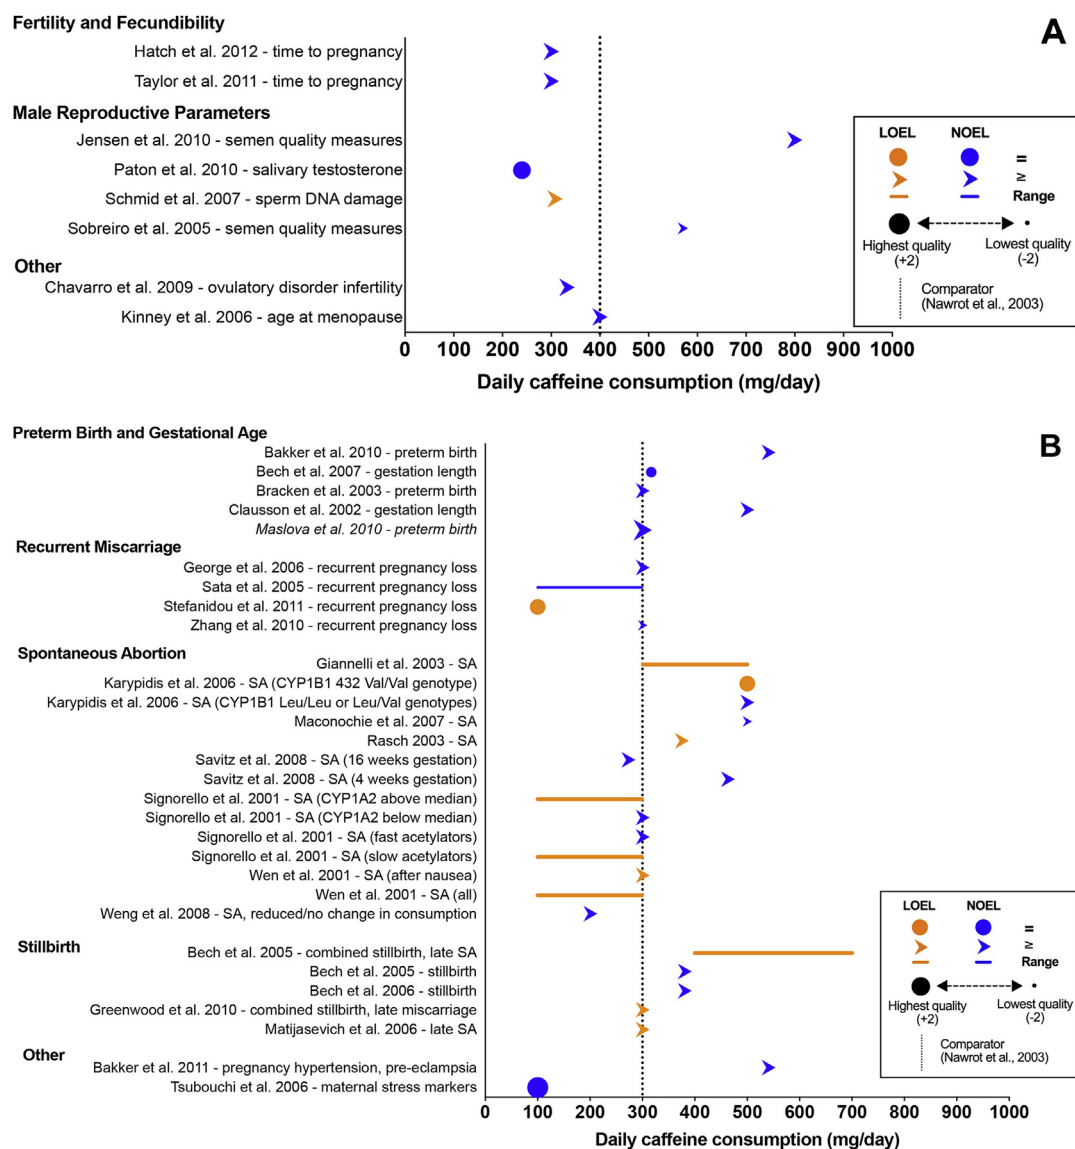 Fertility and Fecundibility
A
Hatch et al. 2012 - time to pregnancy
Taylor et al. 2011 - time to pregnancy
Male Reproductive Parameters
Jensen et al. 2010 - semen quality measures
Paton et al. 2010 - salivary testosterone
Schmid et al. 2007 - sperm DNA damage
Sobreiro et al. 2005 - semen quality measures
Other
Chavarro et al. 2009 - ovulatory disorder infertility
Kinney et al. 2006 - age at menopause
0 100 200 300 400 500 600 700 800 900 1000
Daily caffeine consumption (mg/day)
LOEL NOEL
=
≥
Range
Highest quality Lowest quality
(+2) (-2)
Comparator
(Nawrot et al., 2003)
Preterm Birth and Gestational Age
B
Bakker et al. 2010 - preterm birth
Bech et al. 2007 - gestation length
Bracken et al. 2003 - preterm birth
Clausson et al. 2002 - gestation length
Maslova et al. 2010 - preterm birth
Recurrent Miscarriage
George et al. 2006 - recurrent pregnancy loss
Sata et al. 2005 - recurrent pregnancy loss
Stefanidou et al. 2011 - recurrent pregnancy loss
Zhang et al. 2010 - recurrent pregnancy loss
Spontaneous Abortion
Giannelli et al. 2003 - SA
Karypidis et al. 2006 - SA (CYP1B1 432 Val/Val genotype)
Karypidis et al. 2006 - SA (CYP1B1 Leu/Leu or Leu/Val genotypes)
Maconochie et al. 2007 - SA
Rasch 2003 - SA
Savitz et al. 2008 - SA (16 weeks gestation)
Savitz et al. 2008 - SA (4 weeks gestation)
Signorello et al. 2001 - SA (CYP1A2 above median)
Signorello et al. 2001 - SA (CYP1A2 below median)
Signorello et al. 2001 - SA (fast acetylators)
Signorello et al. 2001 - SA (slow acetylators)
Wen et al. 2001 - SA (after nausea)
Wen et al. 2001 - SA (all)
Weng et al. 2008 - SA, reduced/no change in consumption
Stillbirth
Bech et al. 2005 - combined stillbirth, late SA
Bech et al. 2005 - stillbirth
Bech et al. 2006 - stillbirth
Greenwood et al. 2010 - combined stillbirth, late miscarriage
Matijasevich et al. 2006 - late SA
Other
Bakker et al. 2011 - pregnancy hypertension, pre-eclampsia
Tsubouchi et al. 2006 - maternal stress markers
0 100 200 300 400 500 600 700 800 900 1000
Daily caffeine consumption (mg/day)
LOEL NOEL
=
≥
Range
Highest quality Lowest quality
(+2) (-2)
Comparator
(Nawrot et al., 2003)